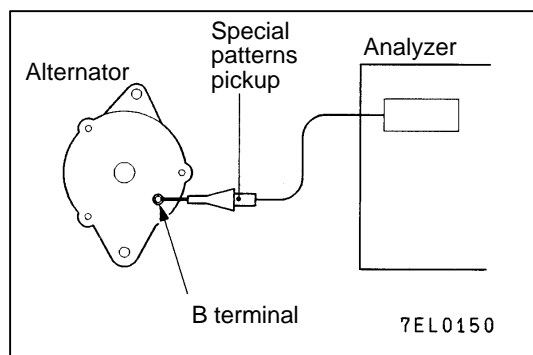 Special
patterns
pickup
Analyzer
Alternator
B terminal
7EL0150